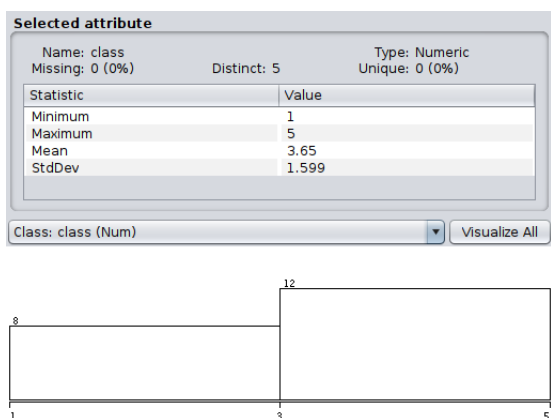 Selected attribute
Name: class Type: Numeric
Missing: 0 (0%) Distinct: 5 Unique: 0 (0%)
Statistic Value
Minimum 1
Maximum 5
Mean 3.65
StdDev 1.599
Class: class (Num) Visualize All
12
8
1 3 5